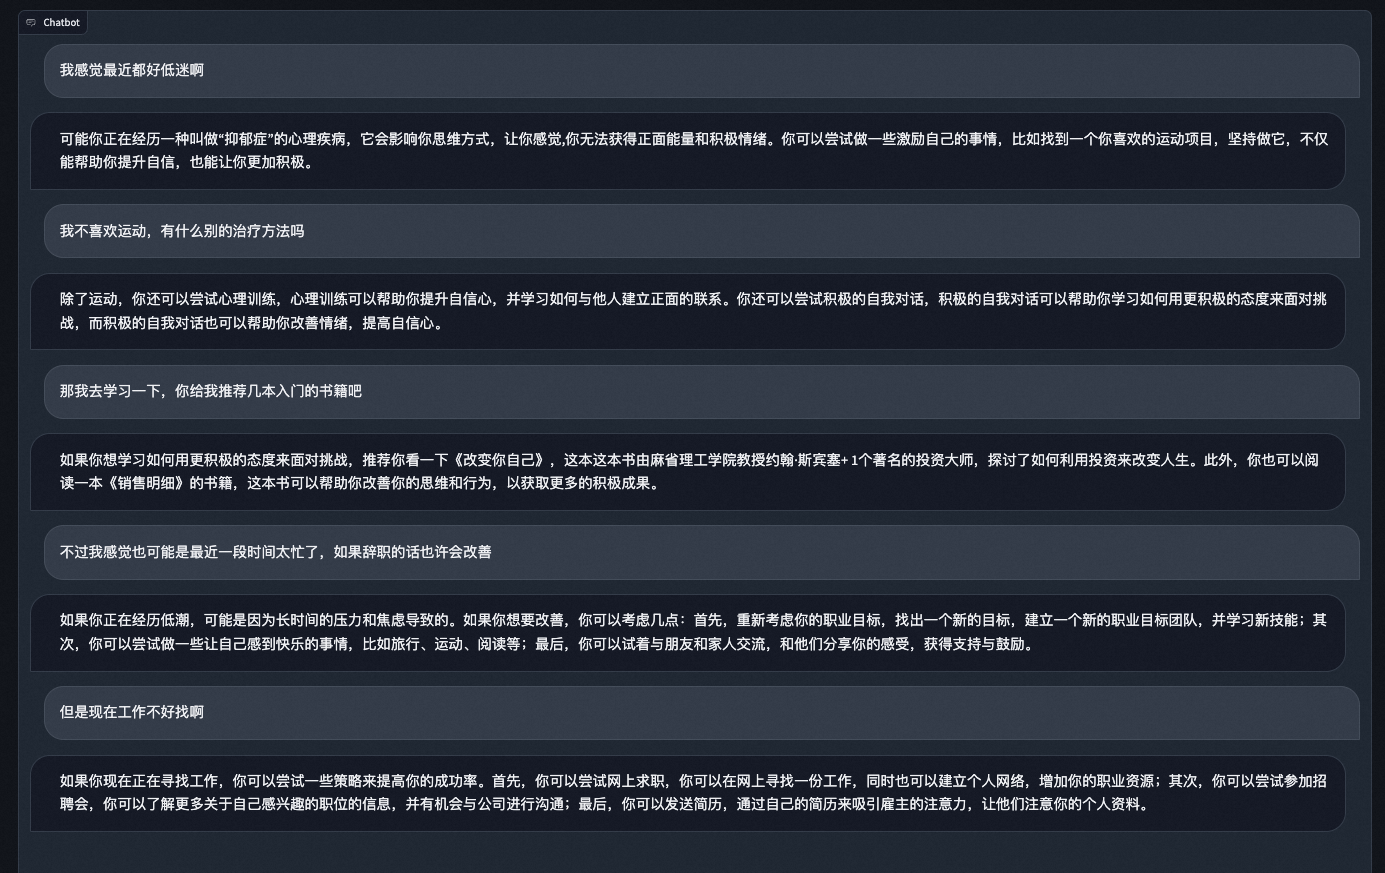 Chatbot
我感觉最近都好低迷啊
可能你正在经历一种叫做“抑郁症”的心理疾病，它会影响你思维方式，让你感觉,你无法获得正面能量和积极情绪。你可以尝试做一些激励自己的事情，比如找到一个你喜欢的运动项目，坚持做它，不仅
能帮助你提升自信，也能让你更加积极。
我不喜欢运动，有什么别的治疗方法吗
除了运动，你还可以尝试心理训练，心理训练可以帮助你提升自信心，并学习如何与他人建立正面的联系。你还可以尝试积极的自我对话，积极的自我对话可以帮助你学习如何用更积极的态度来面对挑
战，而积极的自我对话也可以帮助你改善情绪，提高自信心。
那我去学习一下，你给我推荐几本入门的书籍吧
如果你想学习如何用更积极的态度来面对挑战，推荐你看一下《改变你自己》，这本这本书由麻省理工学院教授约翰·斯宾塞+ 1个著名的投资大师，探讨了如何利用投资来改变人生。此外，你也可以阅
读一本《销售明细》的书籍，这本书可以帮助你改善你的思维和行为，以获取更多的积极成果。
不过我感觉也可能是最近一段时间太忙了，如果辞职的话也许会改善
如果你正在经历低潮，可能是因为长时间的压力和焦虑导致的。如果你想要改善，你可以考虑几点：首先，重新考虑你的职业目标，找出一个新的目标，建立一个新的职业目标团队，并学习新技能；其
次，你可以尝试做一些让自己感到快乐的事情，比如旅行、运动、阅读等；最后，你可以试着与朋友和家人交流，和他们分享你的感受，获得支持与鼓励。
但是现在工作不好找啊
如果你现在正在寻找工作，你可以尝试一些策略来提高你的成功率。首先，你可以尝试网上求职，你可以在网上寻找一份工作，同时也可以建立个人网络，增加你的职业资源；其次，你可以尝试参加招
聘会，你可以了解更多关于自己感兴趣的职位的信息，并有机会与公司进行沟通；最后，你可以发送简历，通过自己的简历来吸引雇主的注意力，让他们注意你的个人资料。